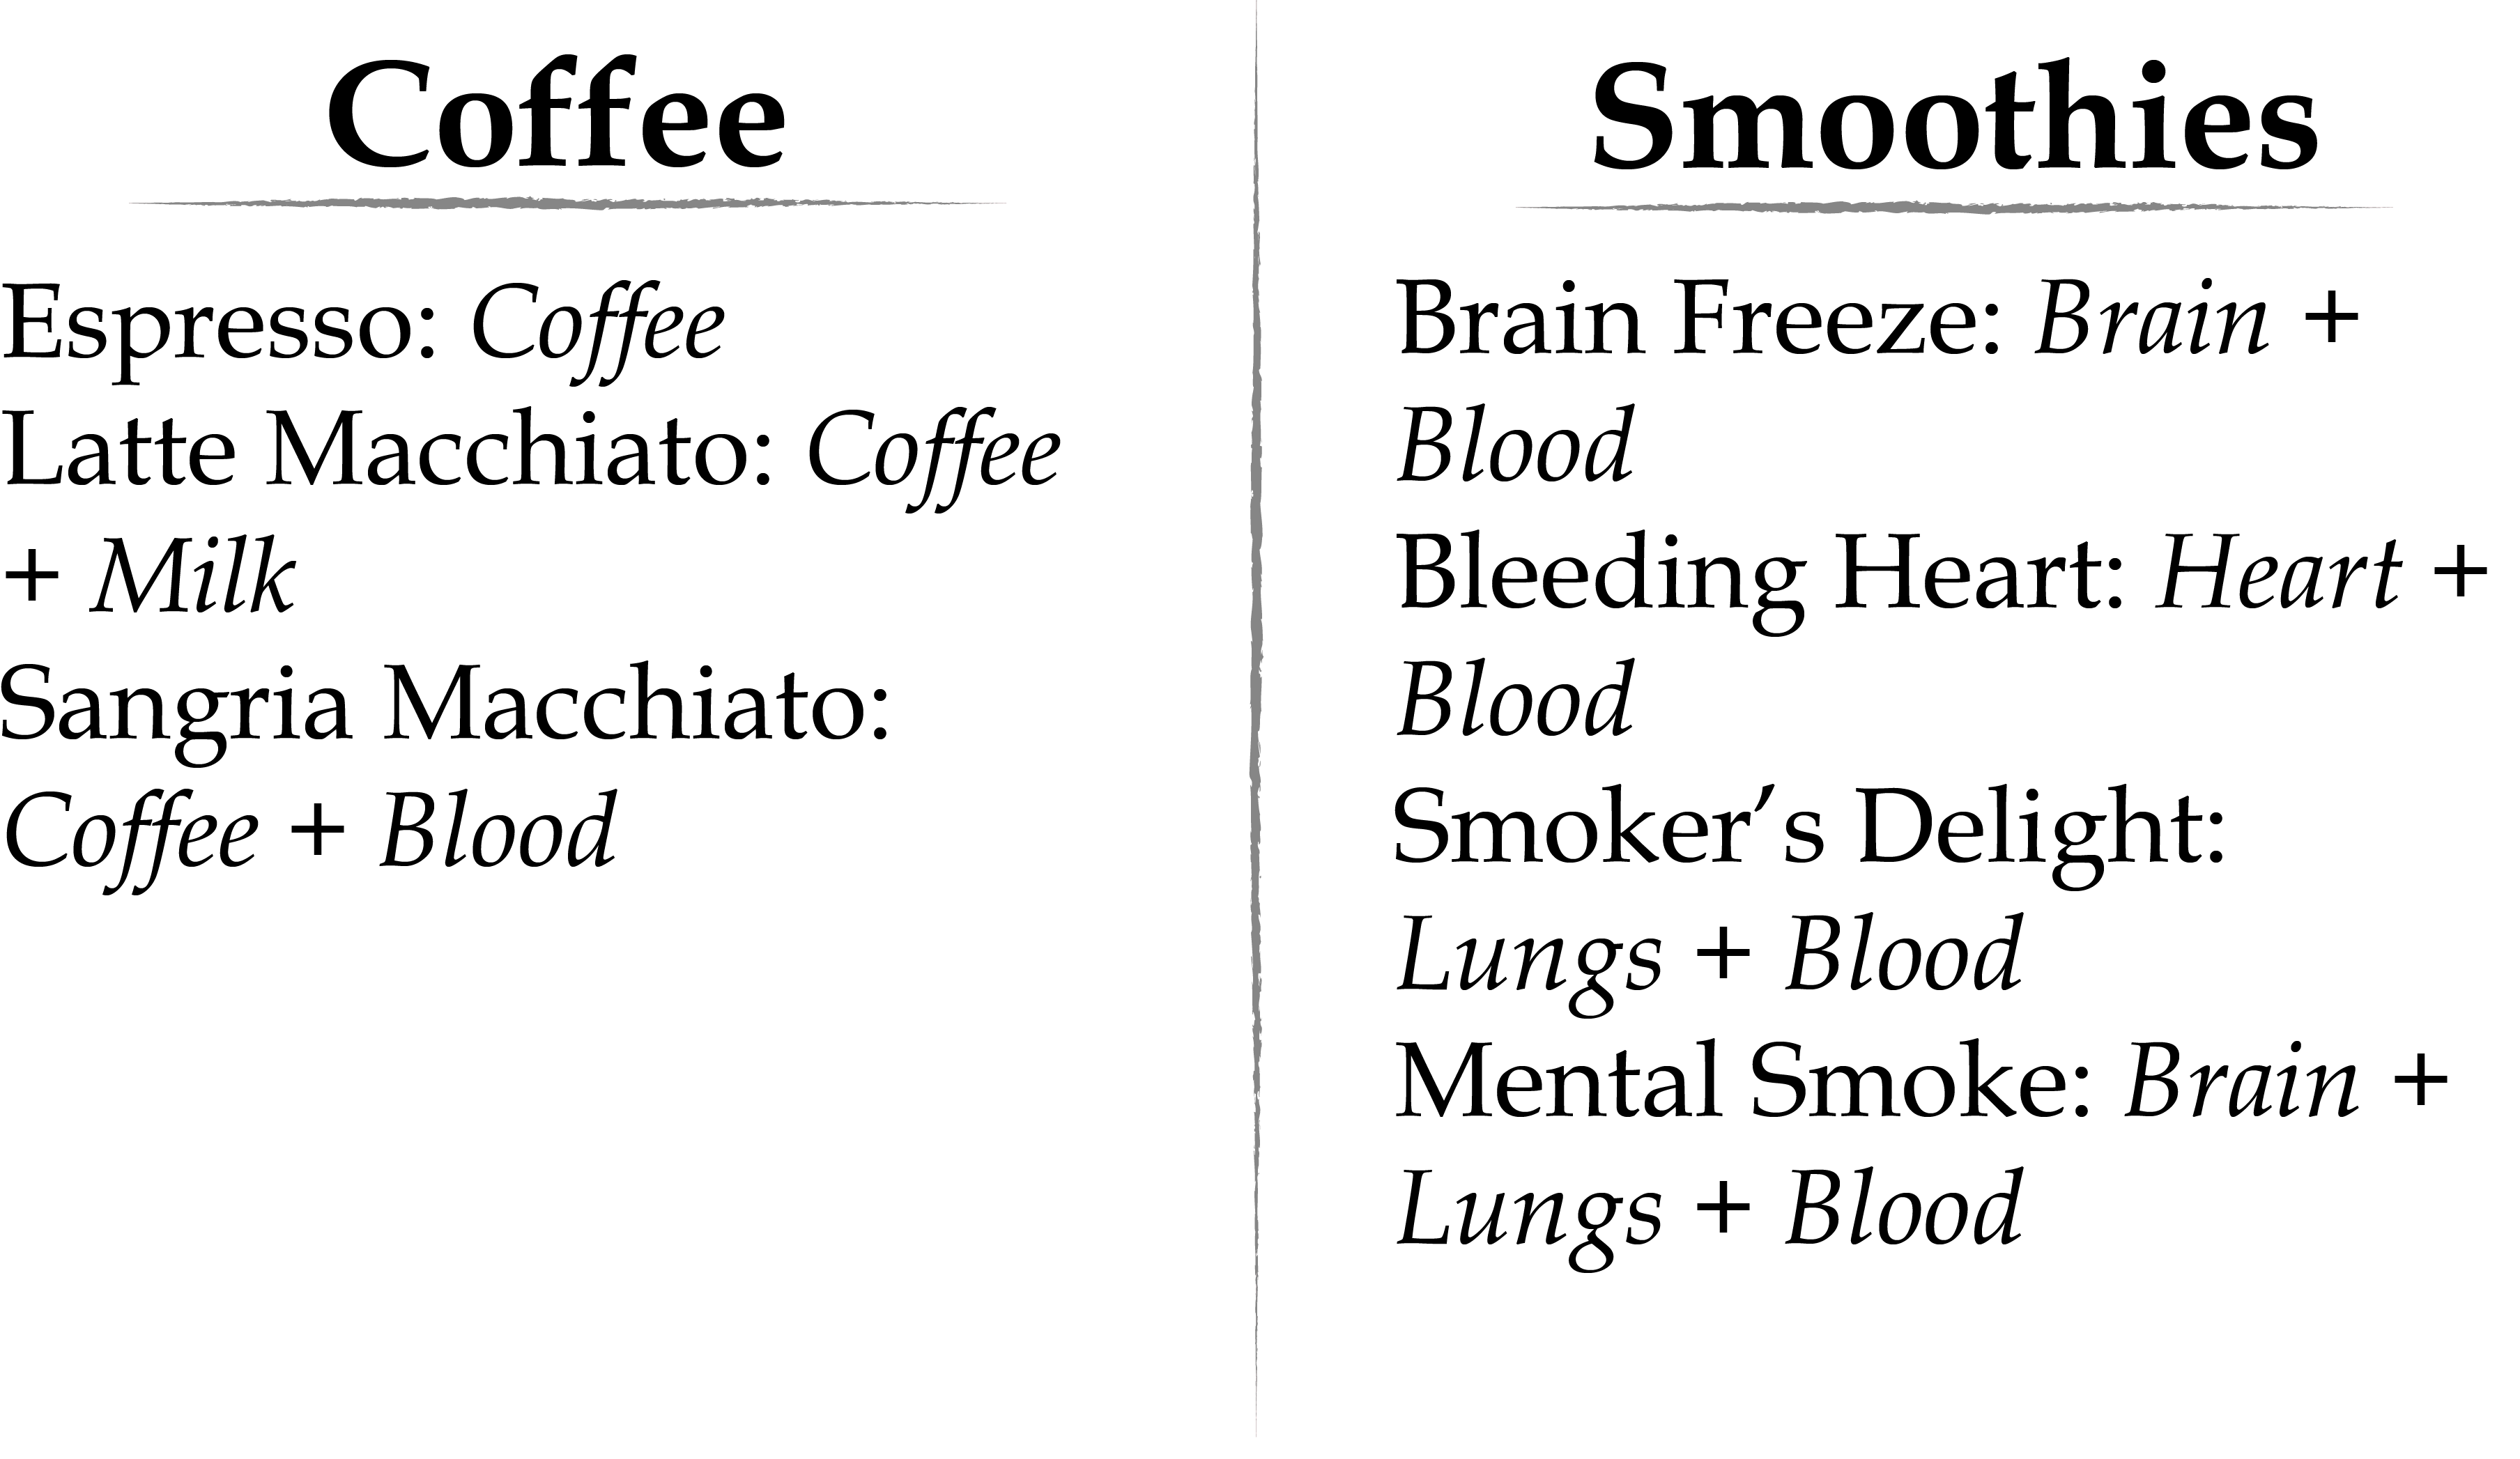 Coffee
Espresso: Coffee
Latte Macchiato: Coffee
+ Milk
Sangria Macchiato:
Coffee + Blood
Smoothies
Brain Freeze: Brain +
Blood
Bleeding Heart: Heart +
Blood
Smoker´s Delight:
Lungs + Blood
Mental Smoke: Brain +
Lungs + Blood